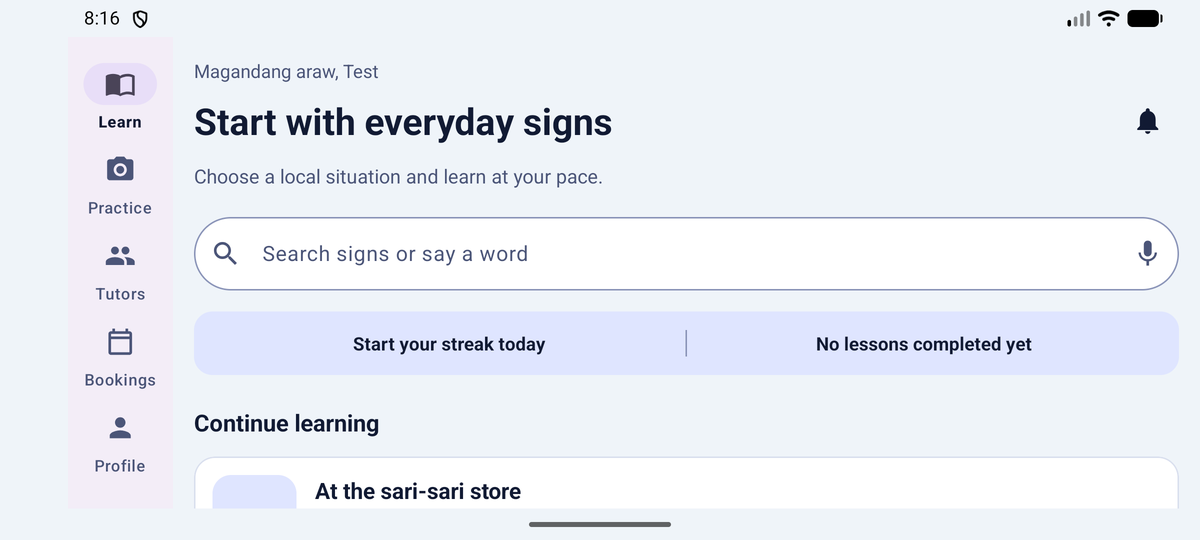 8:16
Learn
Practice
Tutors
Bookings
Profile
Magandang araw, Test
Start with everyday signs
Choose a local situation and learn at your pace.
Search signs or say a word
Start your streak today
No lessons completed yet
Continue learning
At the sari-sari store